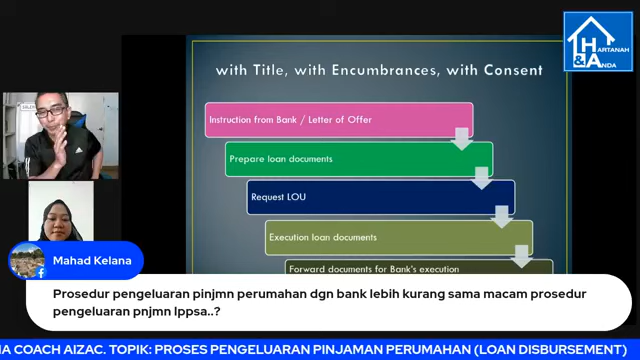 HARTANAH
& ANDA
with Title, with Encumbrances, with Consent
Instruction from Bank / Letter of Offer
Prepare loan documents
Request LOU
Execution loan documents
Forward documents for Bank's execution
Mahad Kelana
Prosedur pengeluaran pinjmn perumahan dgn bank lebih kurang sama macam prosedur
pengeluaran pnjmn lppsa..?
IA COACH AIZAC. TOPIK: PROSES PENGELUARAN PINJAMAN PERUMAHAN (LOAN DISBURSEMENT)